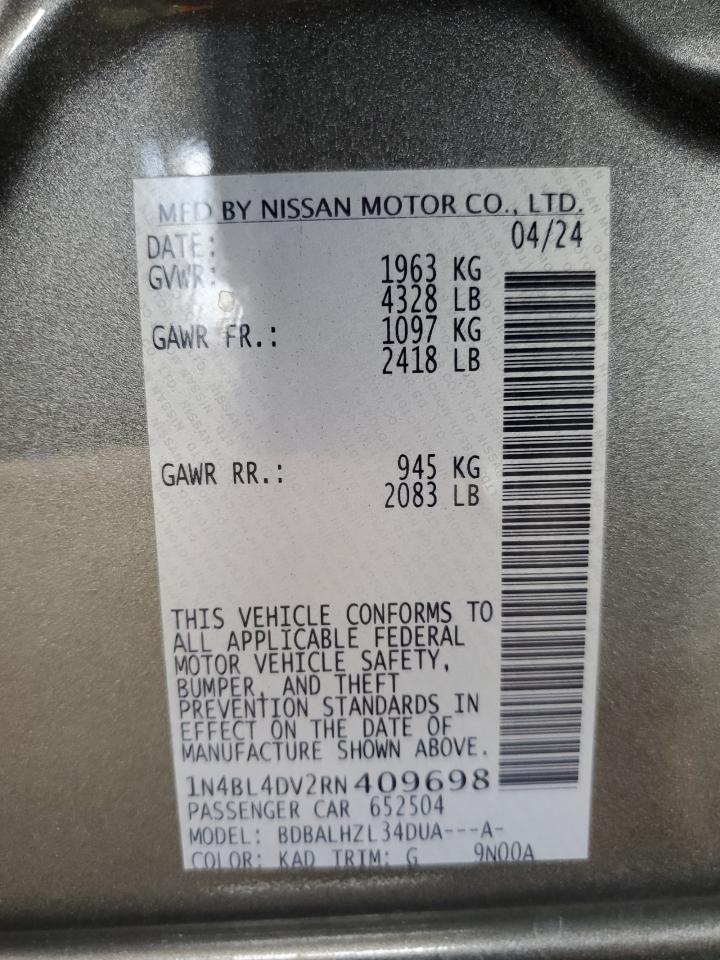 MFD BY NISSAN MOTOR CO., LTD.
DATE: 04/24
GVWR: 1963 KG
4328 LB
GAWR FR.: 1097 KG
2418 LB
GAWR RR.: 945 KG
2083 LB
THIS VEHICLE CONFORMS TO
ALL APPLICABLE FEDERAL
MOTOR VEHICLE SAFETY,
BUMPER, AND THEFT
PREVENTION STANDARDS IN
EFFECT ON THE DATE OF
MANUFACTURE SHOWN ABOVE.
1N4BL4DV2RN409698
PASSENGER CAR 652504
MODEL: BDBALHZL34DUA---A-
COLOR: KAD TRIM: G 9N00A